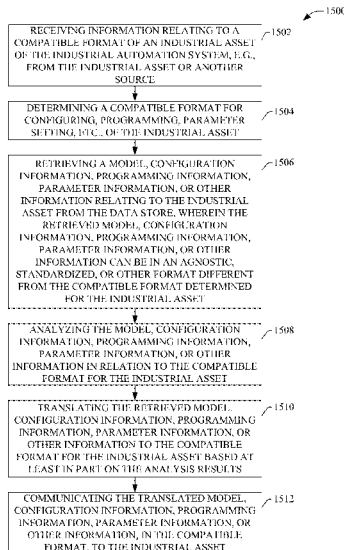 1500
RECEIVING INFORMATION RELATING TO A
COMPATIBLE FORMAT OF AN INDUSTRIAL ASSET
OF THE INDUSTRIAL AUTOMATION SYSTEM, E.G.,
FROM THE INDUSTRIAL ASSET OR ANOTHER
SOURCE
1502
DETERMINING A COMPATIBLE FORMAT FOR
CONFIGURING, PROGRAMMING, PARAMETER
SETTING, ETC., OF THE INDUSTRIAL ASSET
1504
RETRIEVING A MODEL, CONFIGURATION
INFORMATION, PROGRAMMING INFORMATION,
PARAMETER INFORMATION, OR OTHER
INFORMATION RELATING TO THE INDUSTRIAL
ASSET FROM THE DATA STORE, WHEREIN THE
RETRIEVED MODEL, CONFIGURATION
INFORMATION, PROGRAMMING INFORMATION,
PARAMETER INFORMATION, OR OTHER
INFORMATION CAN BE IN AN AGNOSTIC,
STANDARDIZED, OR OTHER FORMAT DIFFERENT
FROM THE COMPATIBLE FORMAT DETERMINED
FOR THE INDUSTRIAL ASSET
1506
ANALYZING THE MODEL, CONFIGURATION
INFORMATION, PROGRAMMING INFORMATION,
PARAMETER INFORMATION, OR OTHER
INFORMATION IN RELATION TO THE COMPATIBLE
FORMAT FOR THE INDUSTRIAL ASSET
1508
TRANSLATING THE RETRIEVED MODEL,
CONFIGURATION INFORMATION, PROGRAMMING
INFORMATION, PARAMETER INFORMATION, OR
OTHER INFORMATION TO THE COMPATIBLE
FORMAT FOR THE INDUSTRIAL ASSET BASED AT
LEAST IN PART ON THE ANALYSIS RESULTS
1510
COMMUNICATING THE TRANSLATED MODEL,
CONFIGURATION INFORMATION, PROGRAMMING
INFORMATION, PARAMETER INFORMATION, OR
OTHER INFORMATION, IN THE COMPATIBLE
FORMAT, TO THE INDUSTRIAL ASSET
1512